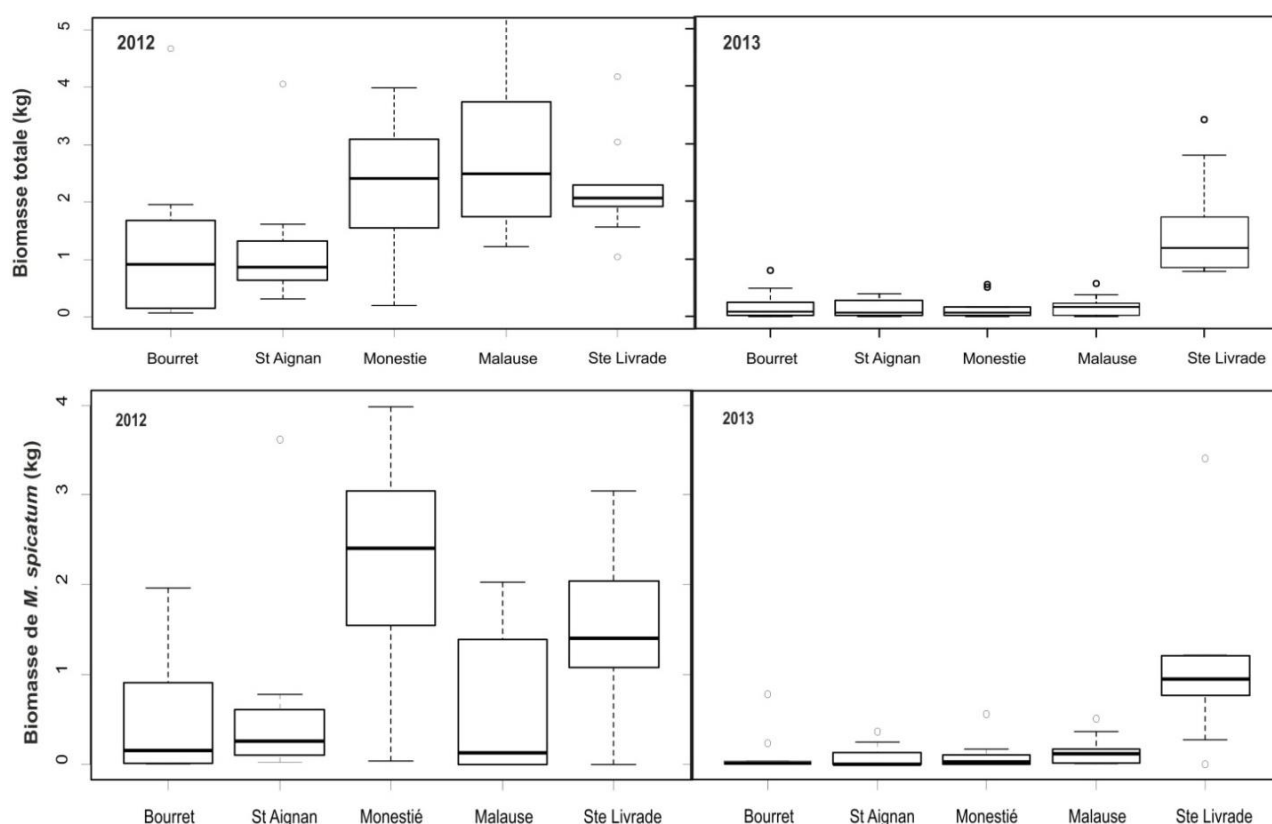 2012
2013
Biomasse totale (kg)
5
4
3
2
1
0
Bourret St Aignan Monestie Malause Ste Livrade
Bourret St Aignan Monestie Malause Ste Livrade
2012
2013
Biomasse de M. spicatum (kg)
4
3
2
1
0
Bourret St Aignan Monestié Malause Ste Livrade
Bourret St Aignan Monestié Malause Ste Livrade